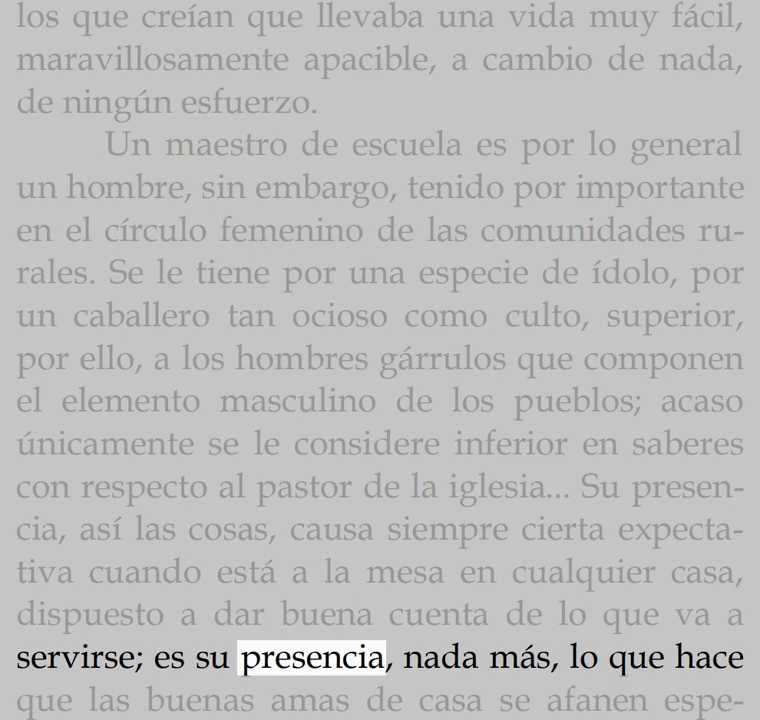 los que creían que llevaba una vida muy fácil,
maravillosamente apacible, a cambio de nada,
de ningún esfuerzo.
Un maestro de escuela es por lo general
un hombre, sin embargo, tenido por importante
en el círculo femenino de las comunidades ru-
rales. Se le tiene por una especie de ídolo, por
un caballero tan ocioso como culto, superior,
por ello, a los hombres gárrulos que componen
el elemento masculino de los pueblos; acaso
únicamente se le considere inferior en saberes
con respecto al pastor de la iglesia... Su presen-
cia, así las cosas, causa siempre cierta expecta-
tiva cuando está a la mesa en cualquier casa,
dispuesto a dar buena cuenta de lo que va a
servirse; es su presencia, nada más, lo que hace
que las buenas amas de casa se afanen espe-